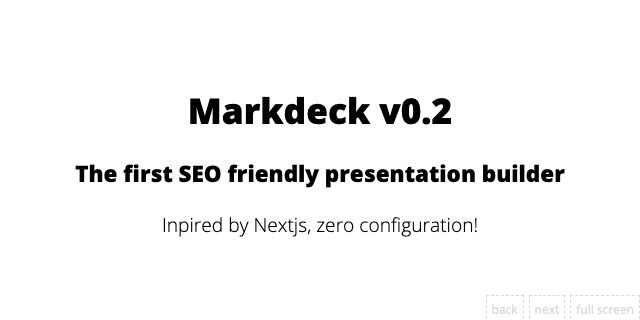 Markdeck v0.2
The first SEO friendly presentation builder
Inpired by Nextjs, zero configuration!
back next full screen